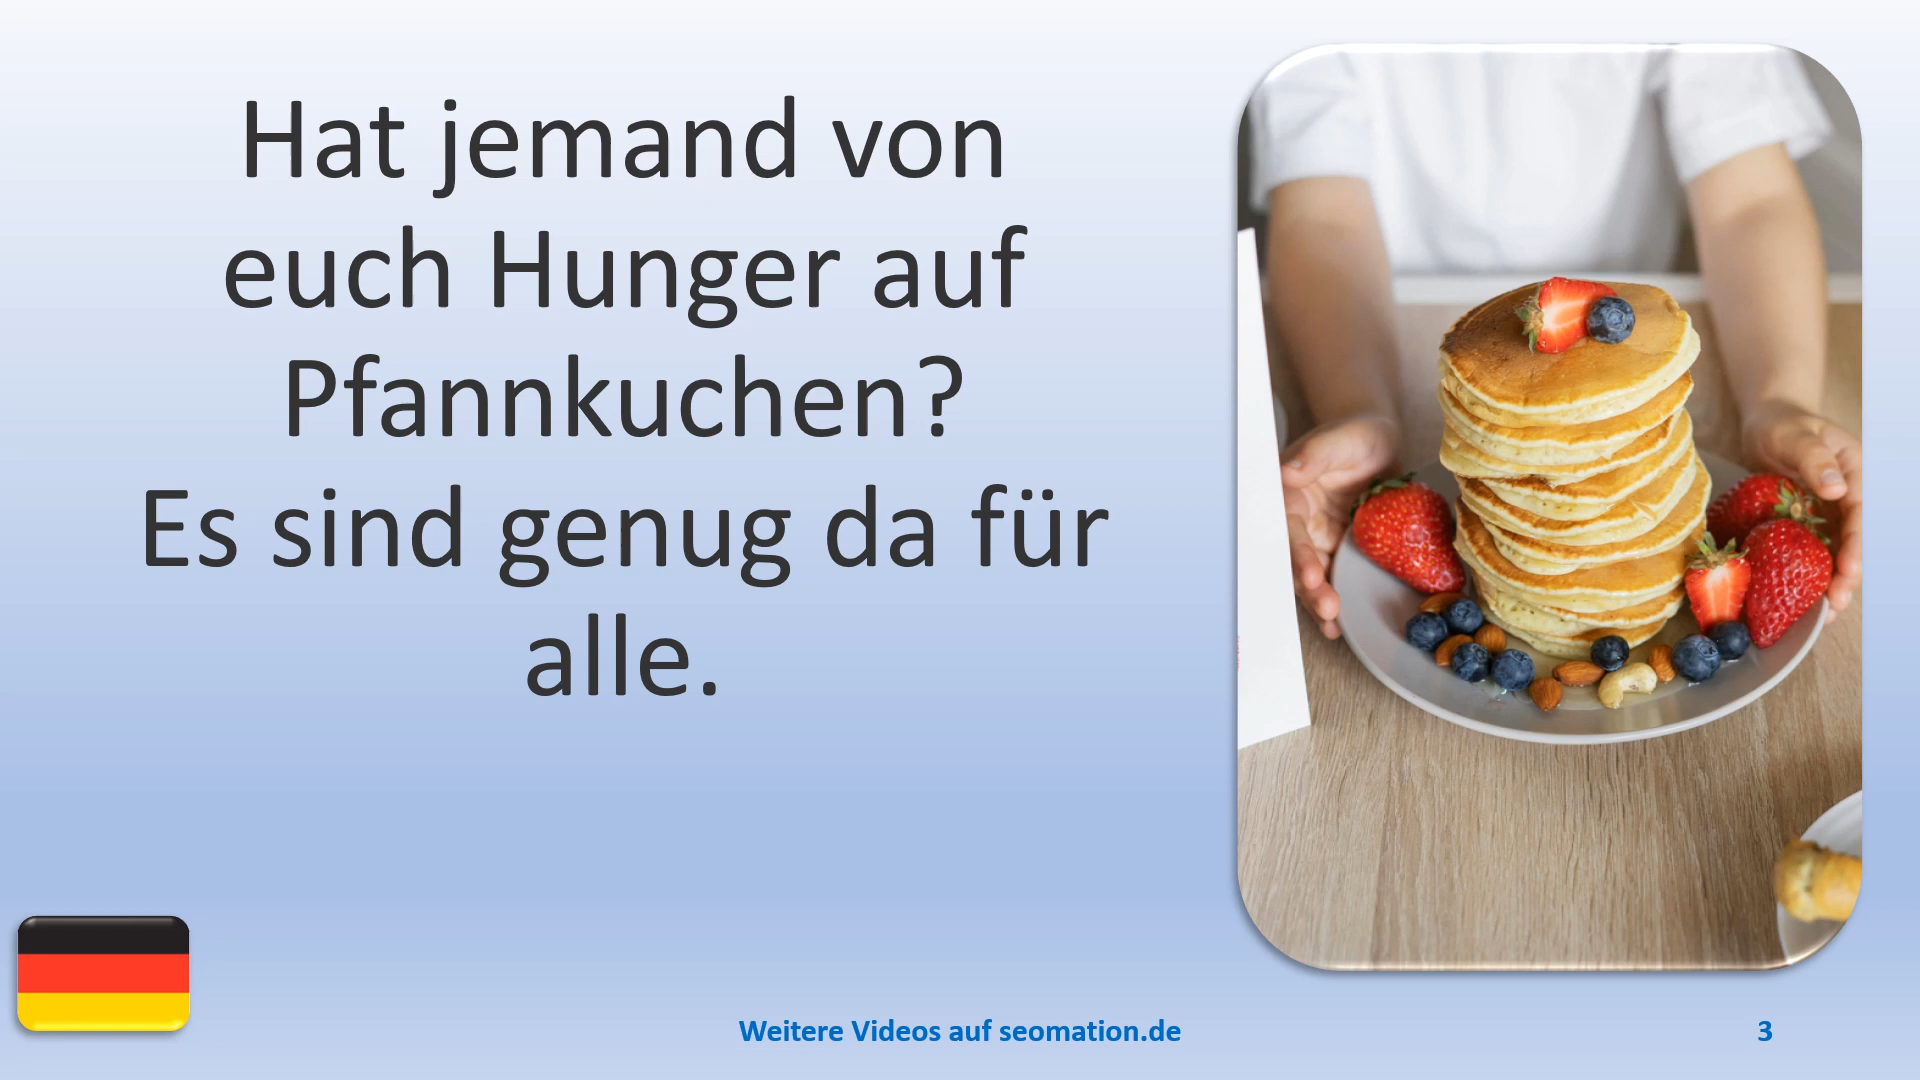 Hat jemand von
euch Hunger auf
Pfannkuchen?
Es sind genug da für
alle.
Weitere Videos auf seomation.de
3